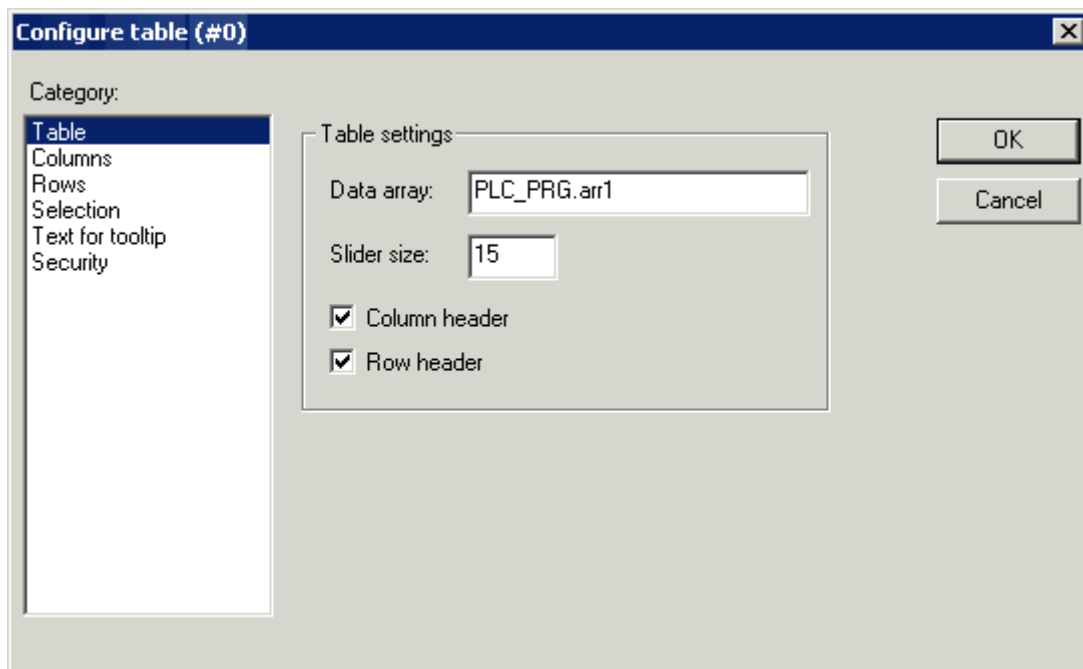 Configure table (#0)
Category:
Table
Columns
Rows
Selection
Text for tooltip
Security
Table settings
Data array: PLC_PRG.arr1
Slider size: 15
Column header
Row header
OK
Cancel